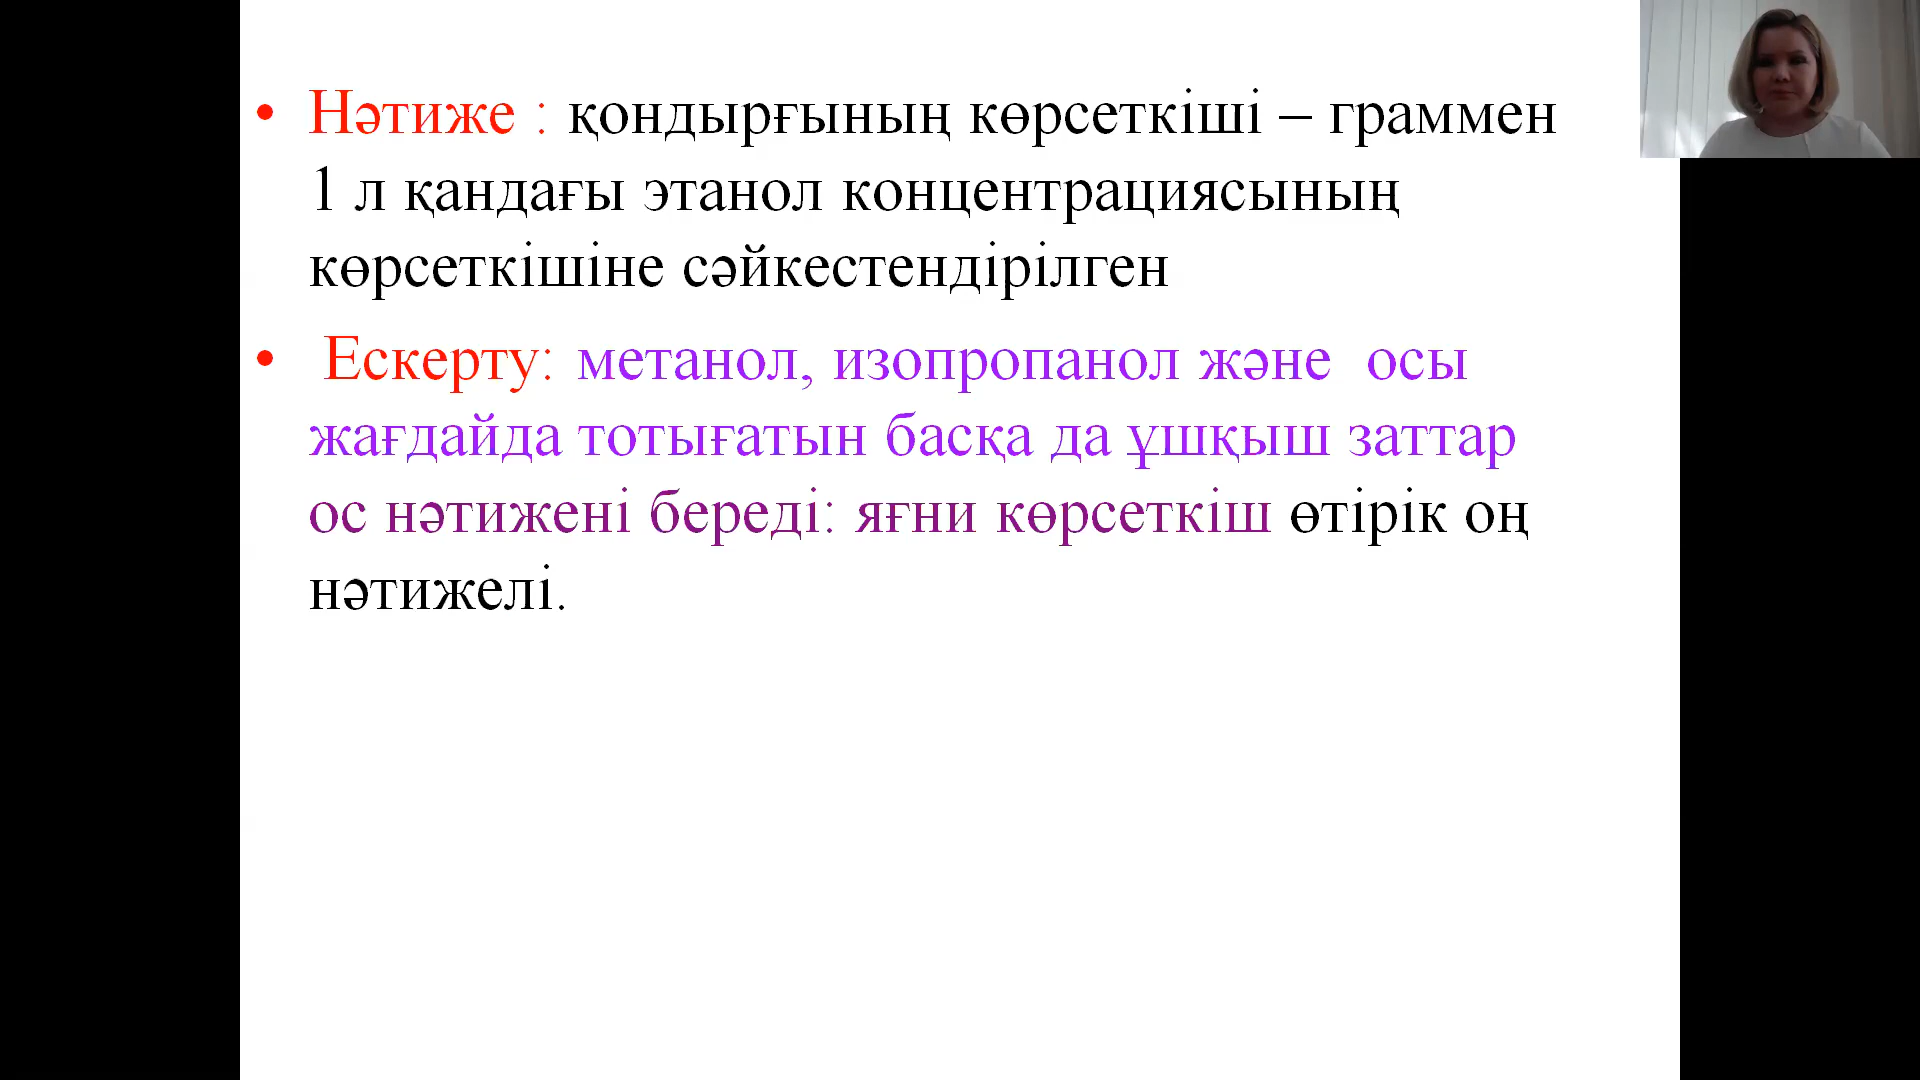 • Нәтиже : қондырғының көрсеткіші – граммен
1 л қандағы этанол концентрациясының
көрсеткішіне сәйкестендірілген
• Ескерту: метанол, изопропанол және осы
жағдайда тотығатын басқа да ұшқыш заттар
ос нәтижені береді: яғни көрсеткіш өтірік оң
нәтижелі.